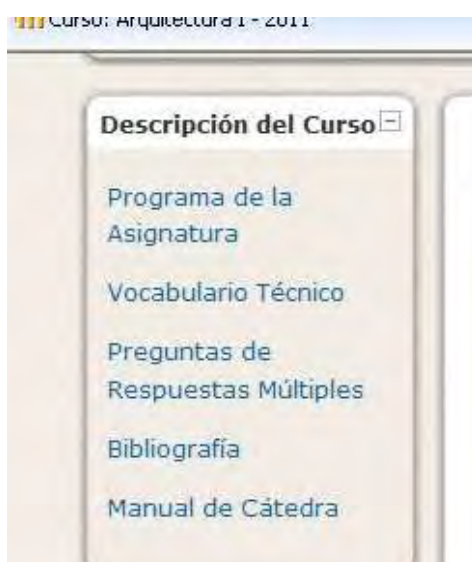 Curso: Arquitectura I - 2011
Descripción del Curso
Programa de la
Asignatura
Vocabulario Técnico
Preguntas de
Respuestas Múltiples
Bibliografía
Manual de Cátedra